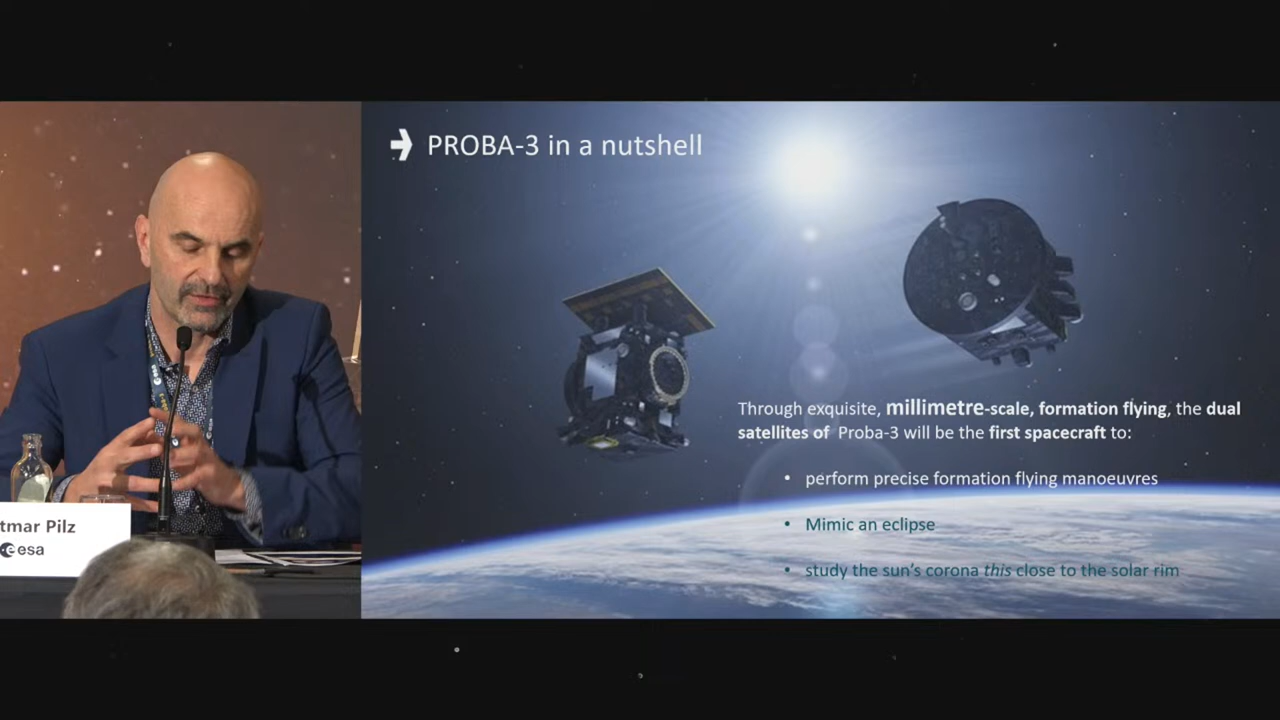 PROBA-3 in a nutshell
Through exquisite, millimetre-scale, formation flying, the dual
satellites of Proba-3 will be the first spacecraft to:
• perform precise formation flying manoeuvres
• Mimic an eclipse
• study the sun's corona this close to the solar rim
tmar Pilz
esa